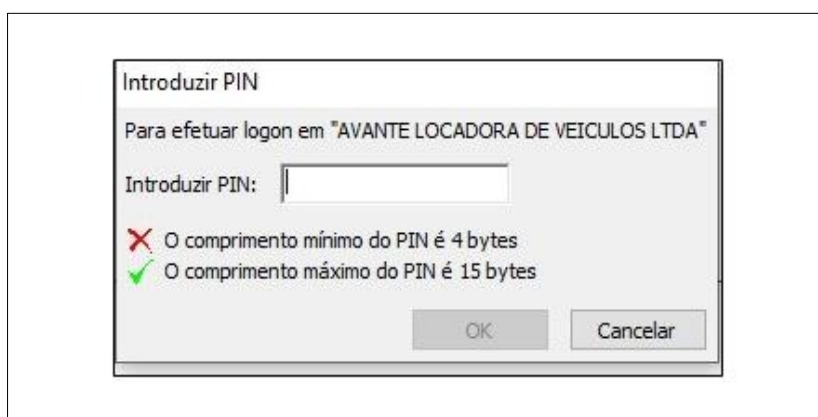 Introduzir PIN
Para efetuar logon em "AVANTE LOCADORA DE VEICULOS LTDA"
Introduzir PIN:
O comprimento mínimo do PIN é 4 bytes
O comprimento máximo do PIN é 15 bytes
OK Cancelar